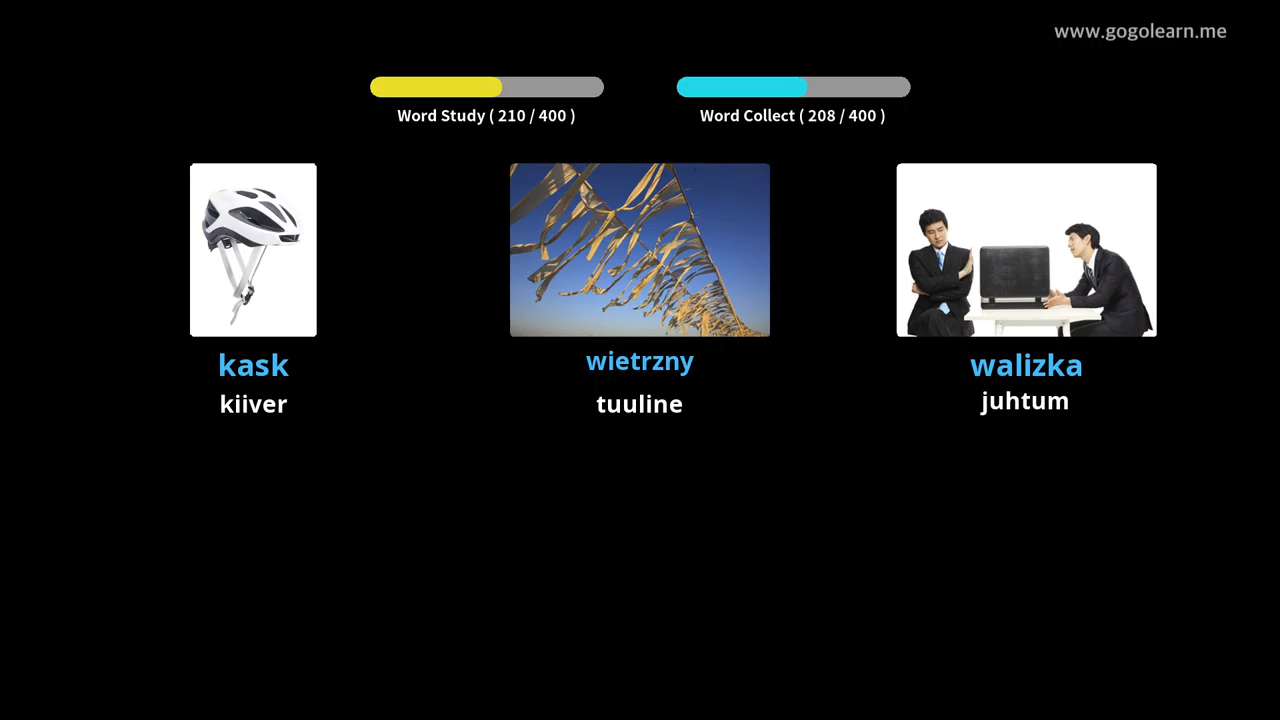 www.gogolearn.me
Word Study ( 210 / 400 )
Word Collect ( 208 / 400 )
kask
wietrzny
walizka
kiiver
tuuline
juhtum